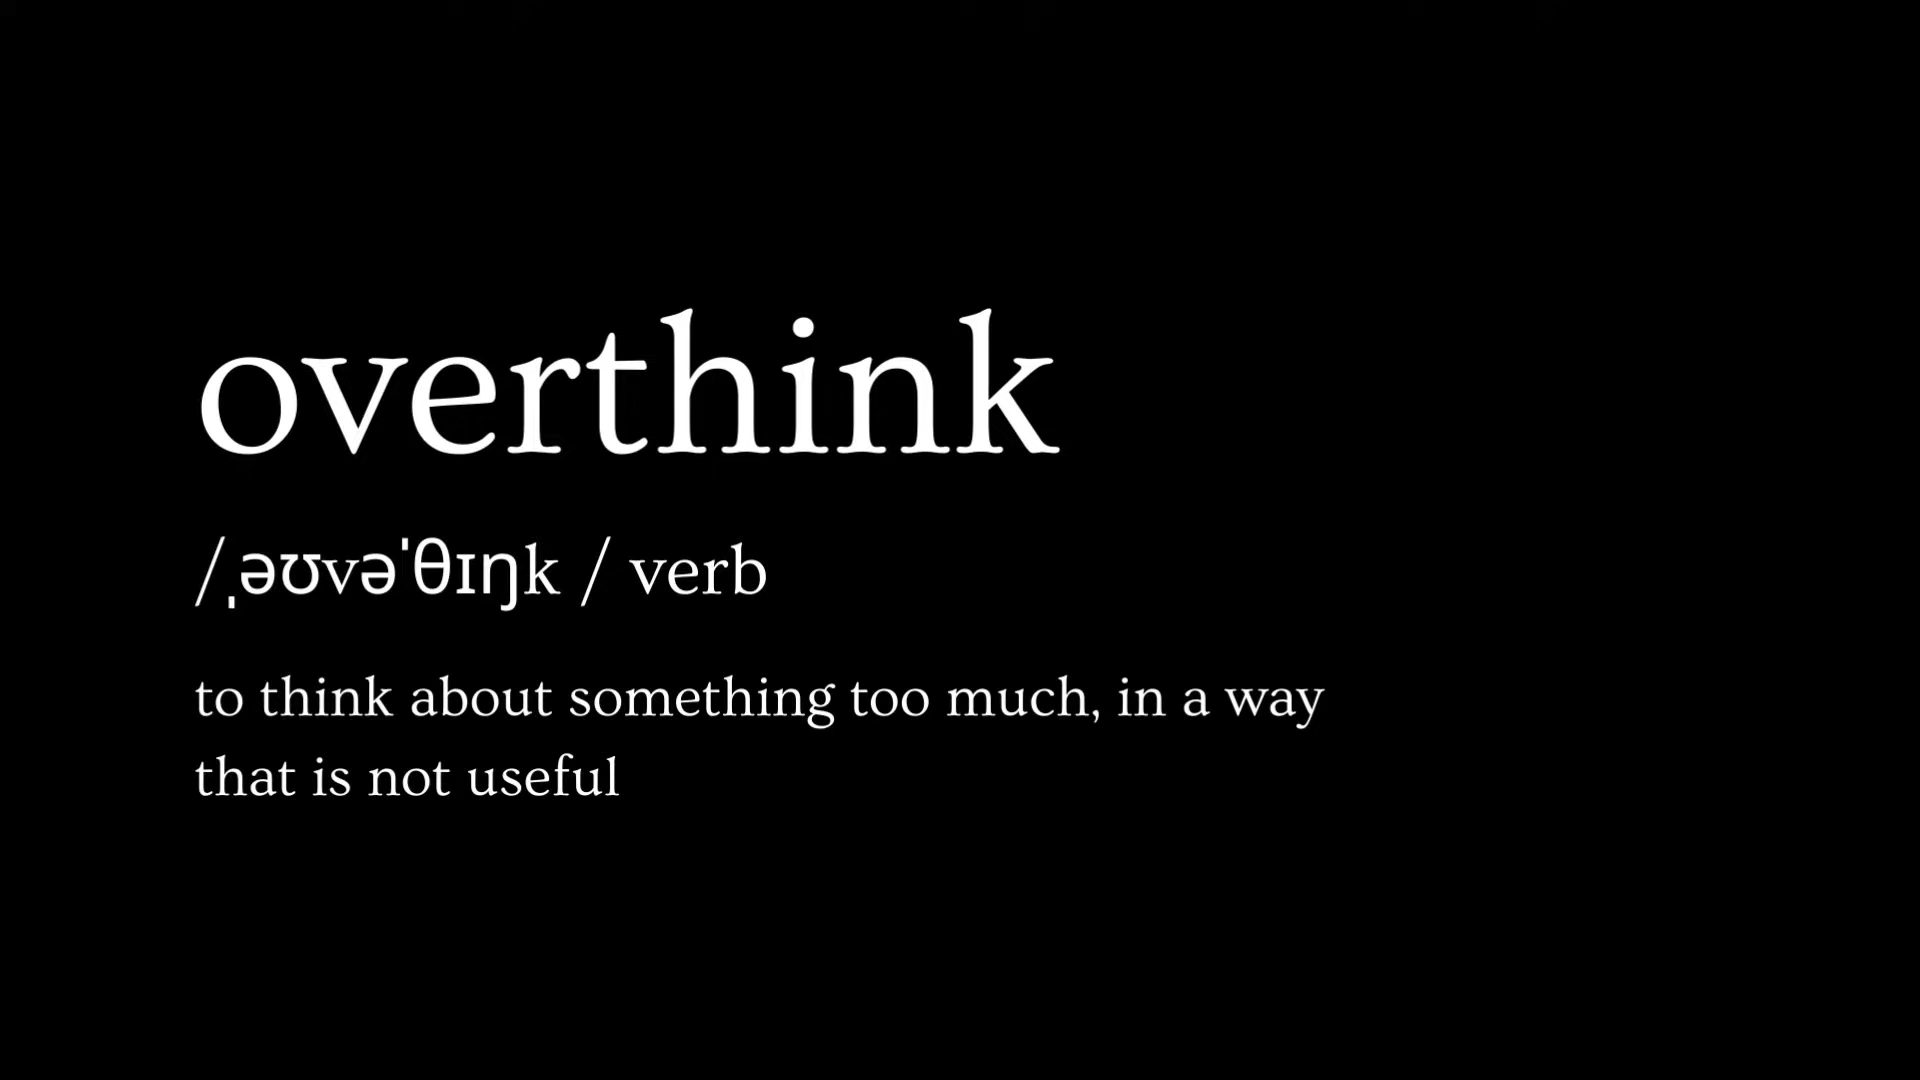 overthink
/ˌəʊvəˈθɪŋk / verb
to think about something too much, in a way
that is not useful